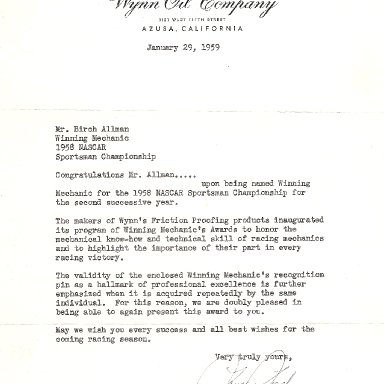 Wynn Oil Company
AZUSA, CALIFORNIA
January 29, 1959
Mr. Birch Allman
Winning Mechanic
1958 NASCAR
Sportsman Championship
Congratulations Mr. Allman.....
upon being named Winning
Mechanic for the 1958 NASCAR Sportsman Championship for
the second successive year.
The makers of Wynn's Friction Proofing products inaugurated
its program of Winning Mechanic's Awards to honor the
mechanical know-how and technical skill of racing mechanics
and to highlight the importance of their part in every
racing victory.
The validity of the enclosed Winning Mechanic's recognition
pin as a hallmark of professional excellence is further
emphasized when it is acquired repeatedly by the same
individual. For this reason, we are doubly pleased in
being able to again present this award to you.
May we wish you every success and all best wishes for the
coming racing season.
Very truly yours,